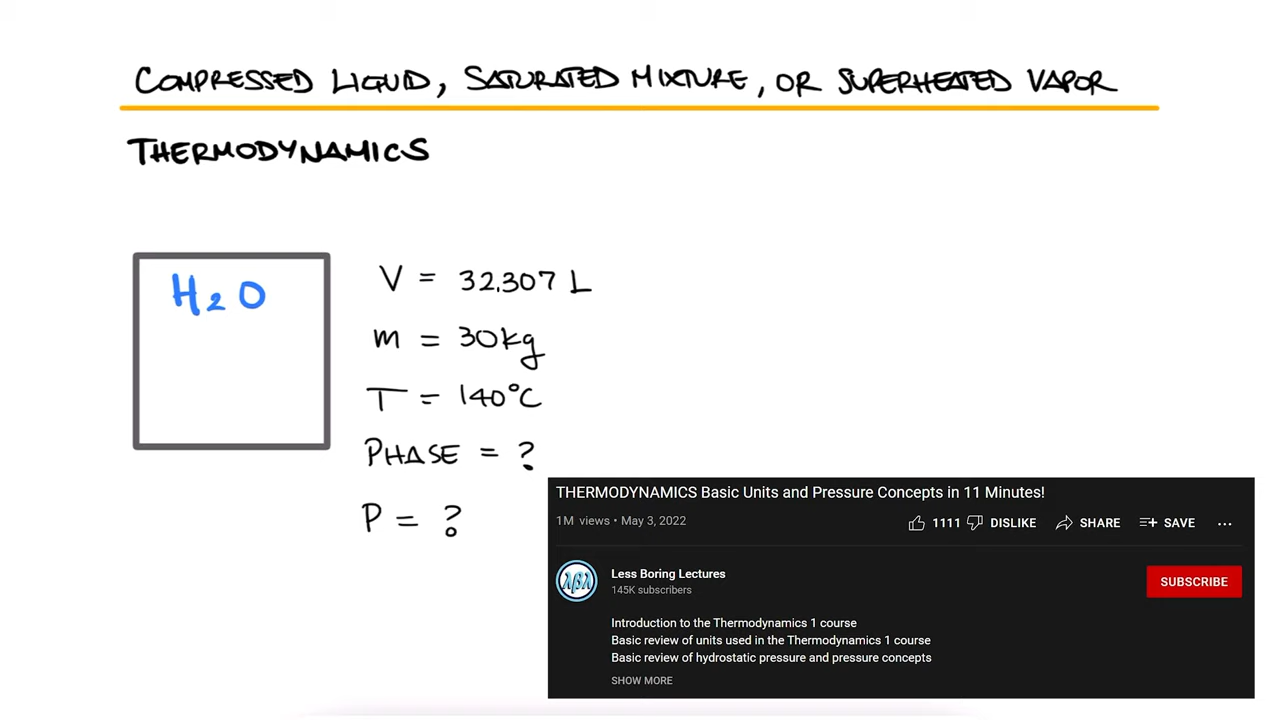 COMPRESSED LIQUID, SATURATED MIXTURE, OR SUPERHEATED VAPOR
THERMODYNAMICS
H2O
V = 32.307 L
m = 30kg
T = 140°C
PHASE = ?
P = ?
THERMODYNAMICS Basic Units and Pressure Concepts in 11 Minutes!
1M views • May 3, 2022 1111 DISLIKE SHARE SAVE ...
λβλ
Less Boring Lectures
145K subscribers
SUBSCRIBE
Introduction to the Thermodynamics 1 course
Basic review of units used in the Thermodynamics 1 course
Basic review of hydrostatic pressure and pressure concepts
SHOW MORE